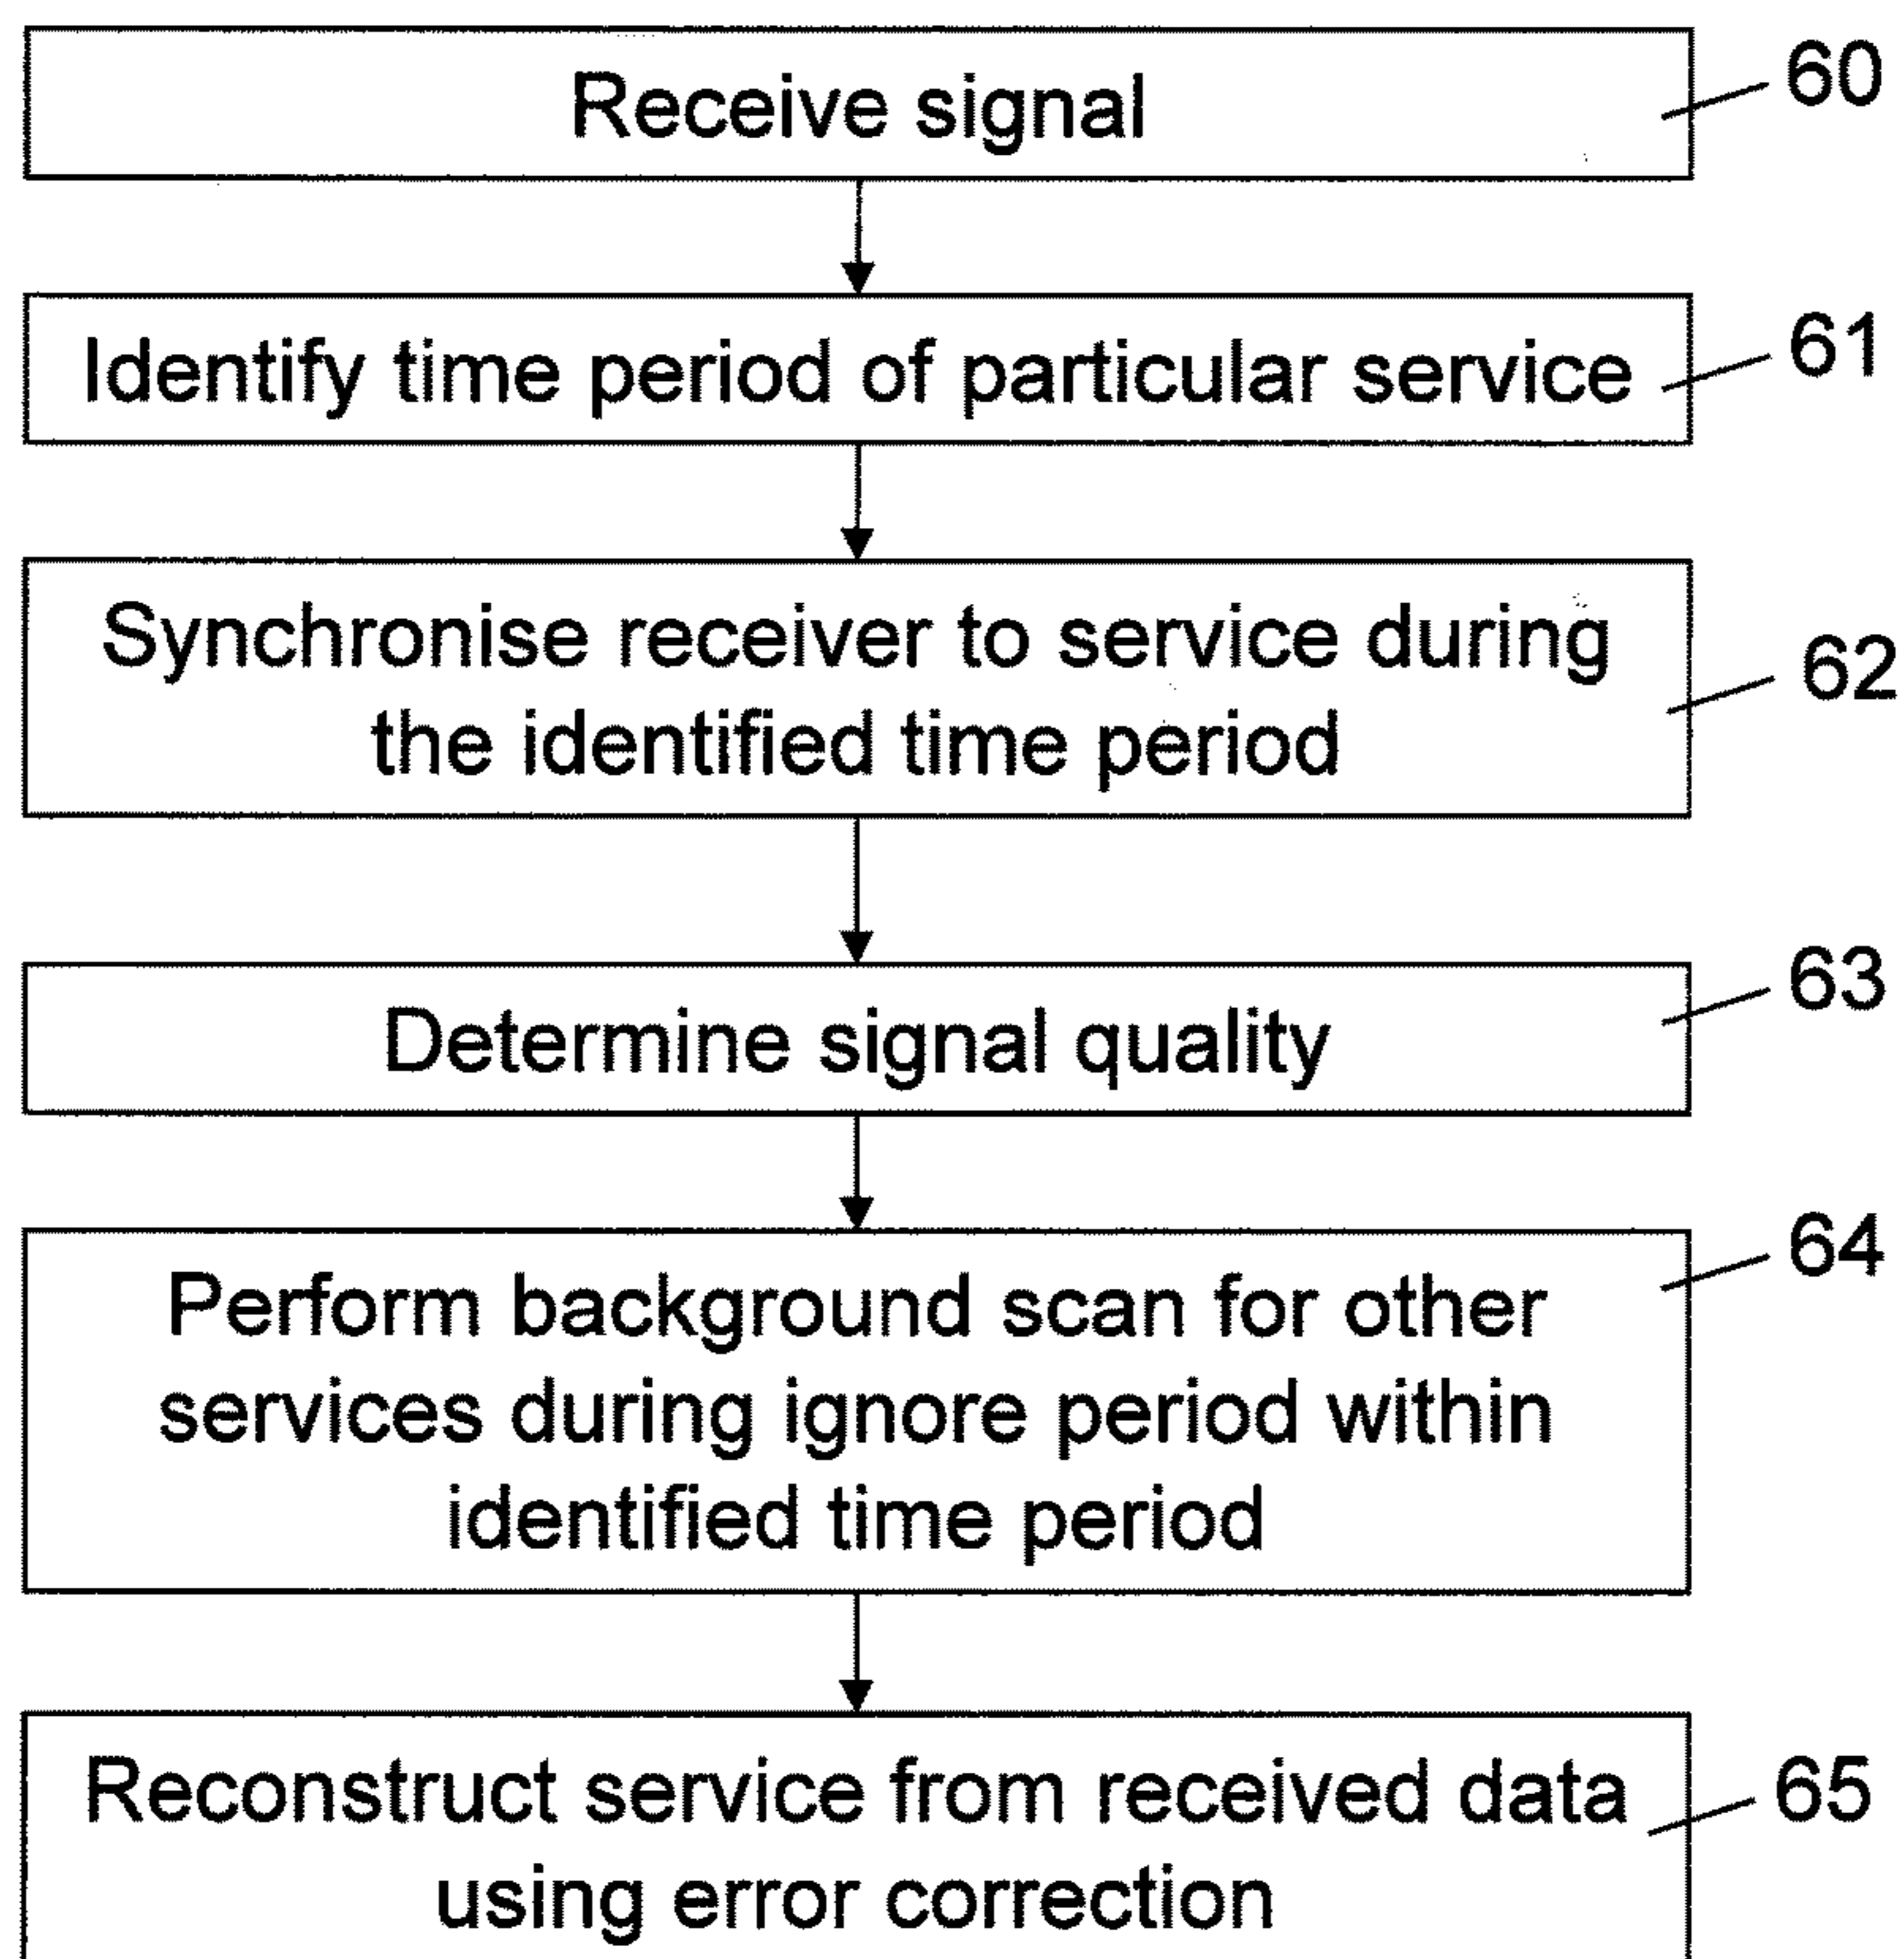 Receive signal
60
Identify time period of particular service
61
Synchronise receiver to service during
the identified time period
62
Determine signal quality
63
Perform background scan for other
services during ignore period within
identified time period
64
Reconstruct service from received data
using error correction
65